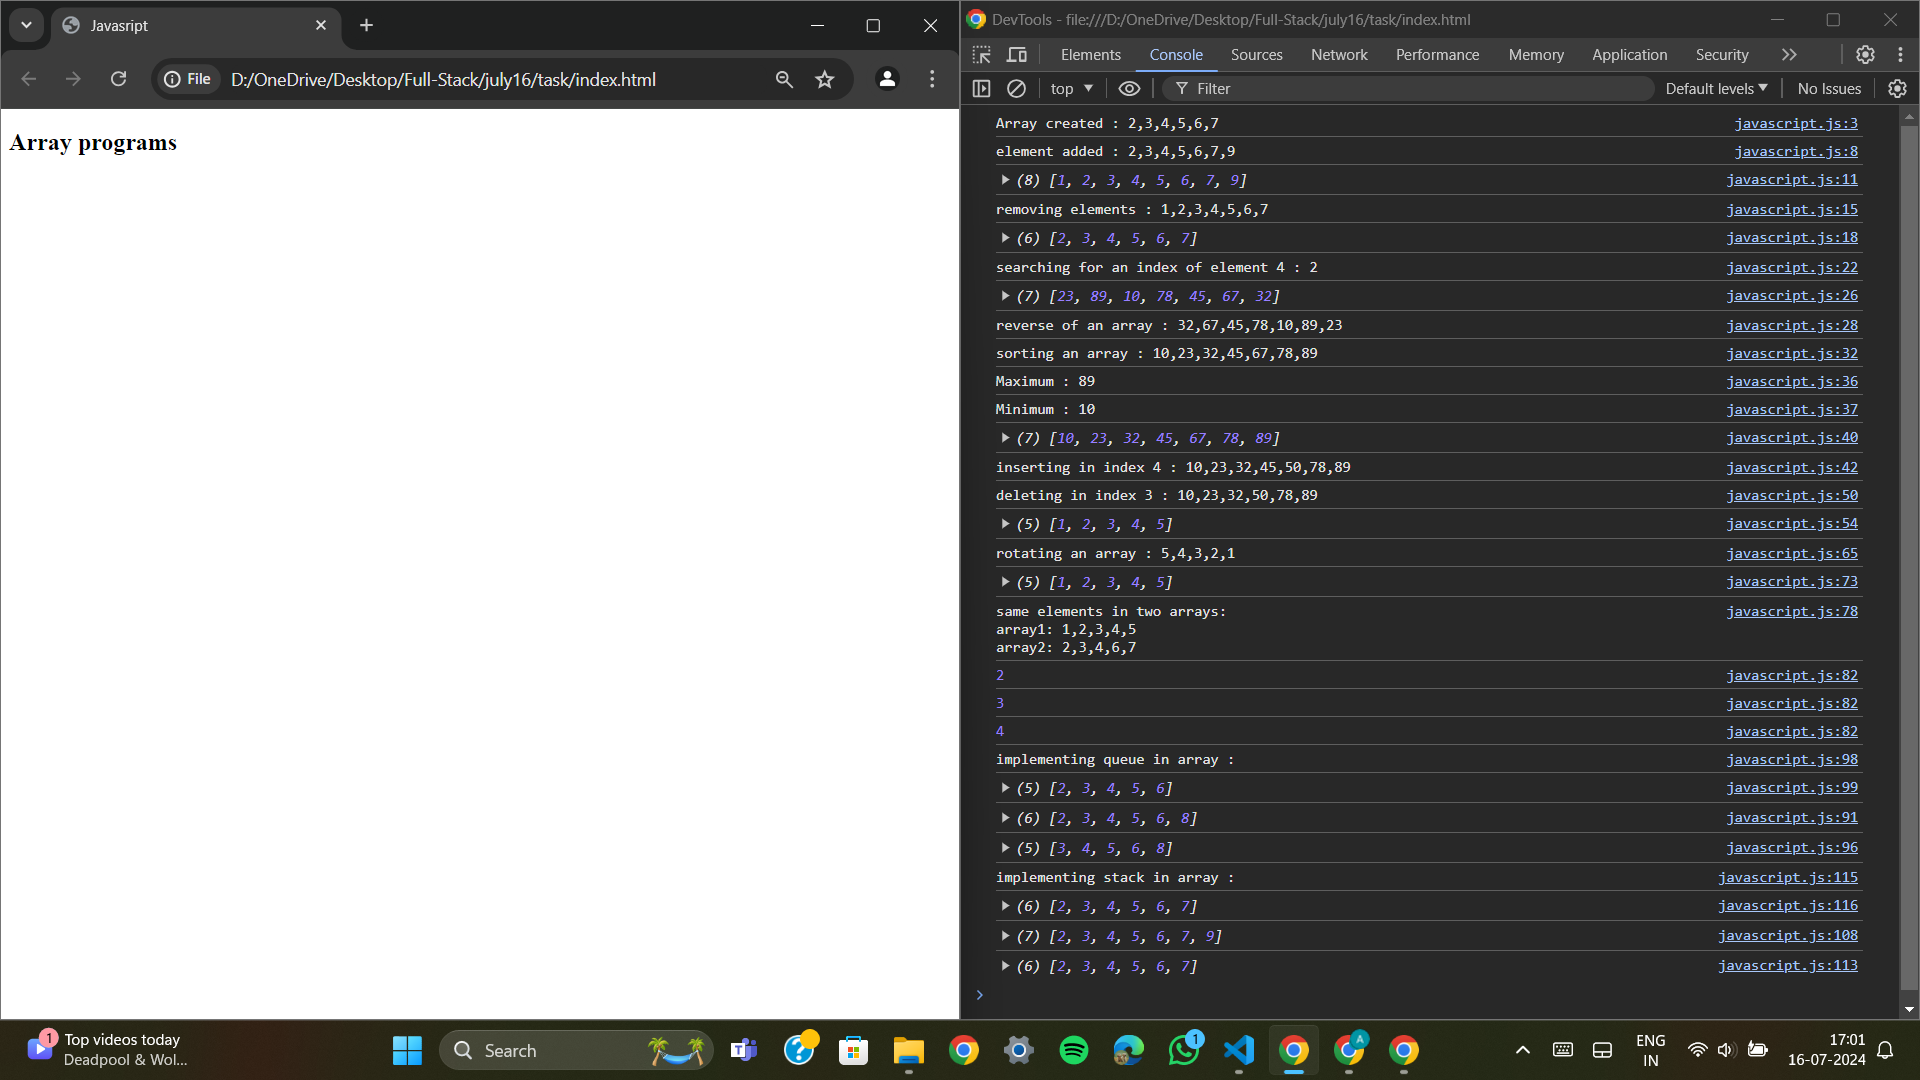 Javasript
File
D:/OneDrive/Desktop/Full-Stack/july16/task/index.html
Array programs
DevTools - file:///D:/OneDrive/Desktop/Full-Stack/july16/task/index.html
Elements Console Sources Network Performance Memory Application Security
top Filter Default levels No Issues
Array created : 2,3,4,5,6,7 javascript.js:3
element added : 2,3,4,5,6,7,9 javascript.js:8
(8) [1, 2, 3, 4, 5, 6, 7, 9] javascript.js:11
removing elements : 1,2,3,4,5,6,7 javascript.js:15
(6) [2, 3, 4, 5, 6, 7] javascript.js:18
searching for an index of element 4 : 2 javascript.js:22
(7) [23, 89, 10, 78, 45, 67, 32] javascript.js:26
reverse of an array : 32,67,45,78,10,89,23 javascript.js:28
sorting an array : 10,23,32,45,67,78,89 javascript.js:32
Maximum : 89 javascript.js:36
Minimum : 10 javascript.js:37
(7) [10, 23, 32, 45, 67, 78, 89] javascript.js:40
inserting in index 4 : 10,23,32,45,50,78,89 javascript.js:42
deleting in index 3 : 10,23,32,50,78,89 javascript.js:50
(5) [1, 2, 3, 4, 5] javascript.js:54
rotating an array : 5,4,3,2,1 javascript.js:65
(5) [1, 2, 3, 4, 5] javascript.js:73
same elements in two arrays: javascript.js:78
array1: 1,2,3,4,5
array2: 2,3,4,6,7
2 javascript.js:82
3 javascript.js:82
4 javascript.js:82
implementing queue in array : javascript.js:98
(5) [2, 3, 4, 5, 6] javascript.js:99
(6) [2, 3, 4, 5, 6, 8] javascript.js:91
(5) [3, 4, 5, 6, 8] javascript.js:96
implementing stack in array : javascript.js:115
(6) [2, 3, 4, 5, 6, 7] javascript.js:116
(7) [2, 3, 4, 5, 6, 7, 9] javascript.js:108
(6) [2, 3, 4, 5, 6, 7] javascript.js:113
1
Top videos today
Deadpool & Wol...
Search
1
A
ENG
IN
17:01
16-07-2024